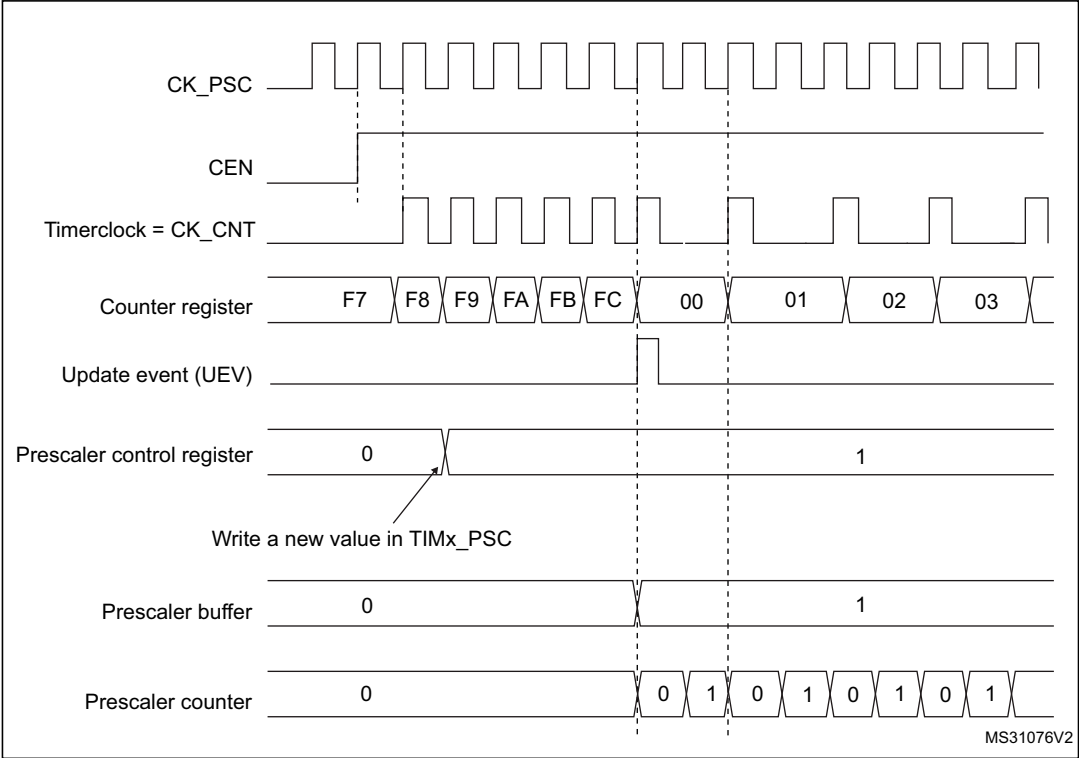 CK_PSC
CEN
Timerclock = CK_CNT
Counter register F7 F8 F9 FA FB FC 00 01 02 03
Update event (UEV)
Prescaler control register 0 1
Write a new value in TIMx_PSC
Prescaler buffer 0 1
Prescaler counter 0 0 1 0 1 0 1 0 1
MS31076V2